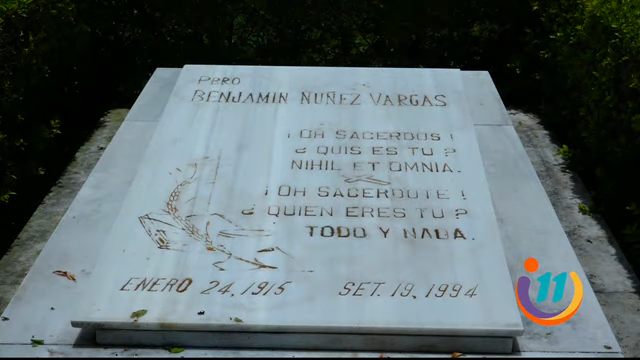 PBRO
BENJAMIN NUÑEZ VARGAS
¡OH SACERDOS!
¿QUIS ES TU?
NIHIL ET OMNIA.
¡OH SACERDOTE!
¿QUIEN ERES TU?
TODO Y NADA.
ENERO 24, 1915 SET. 19, 1994
11